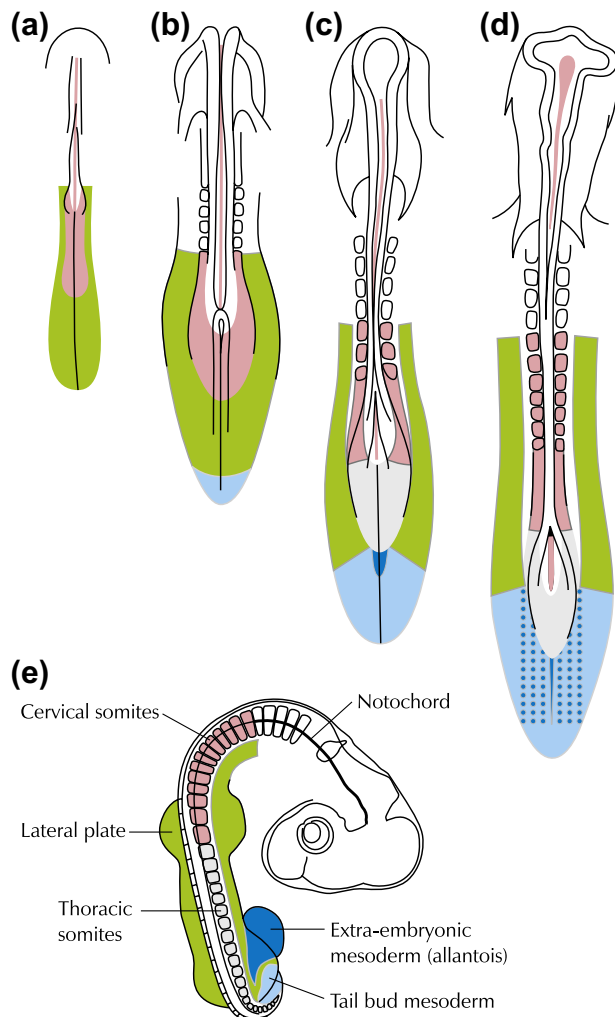 (a)
(b)
(c)
(d)
(e)
Notochord
Cervical somites
Lateral plate
Thoracic
somites
Extra-embryonic
mesoderm (allantois)
Tail bud mesoderm